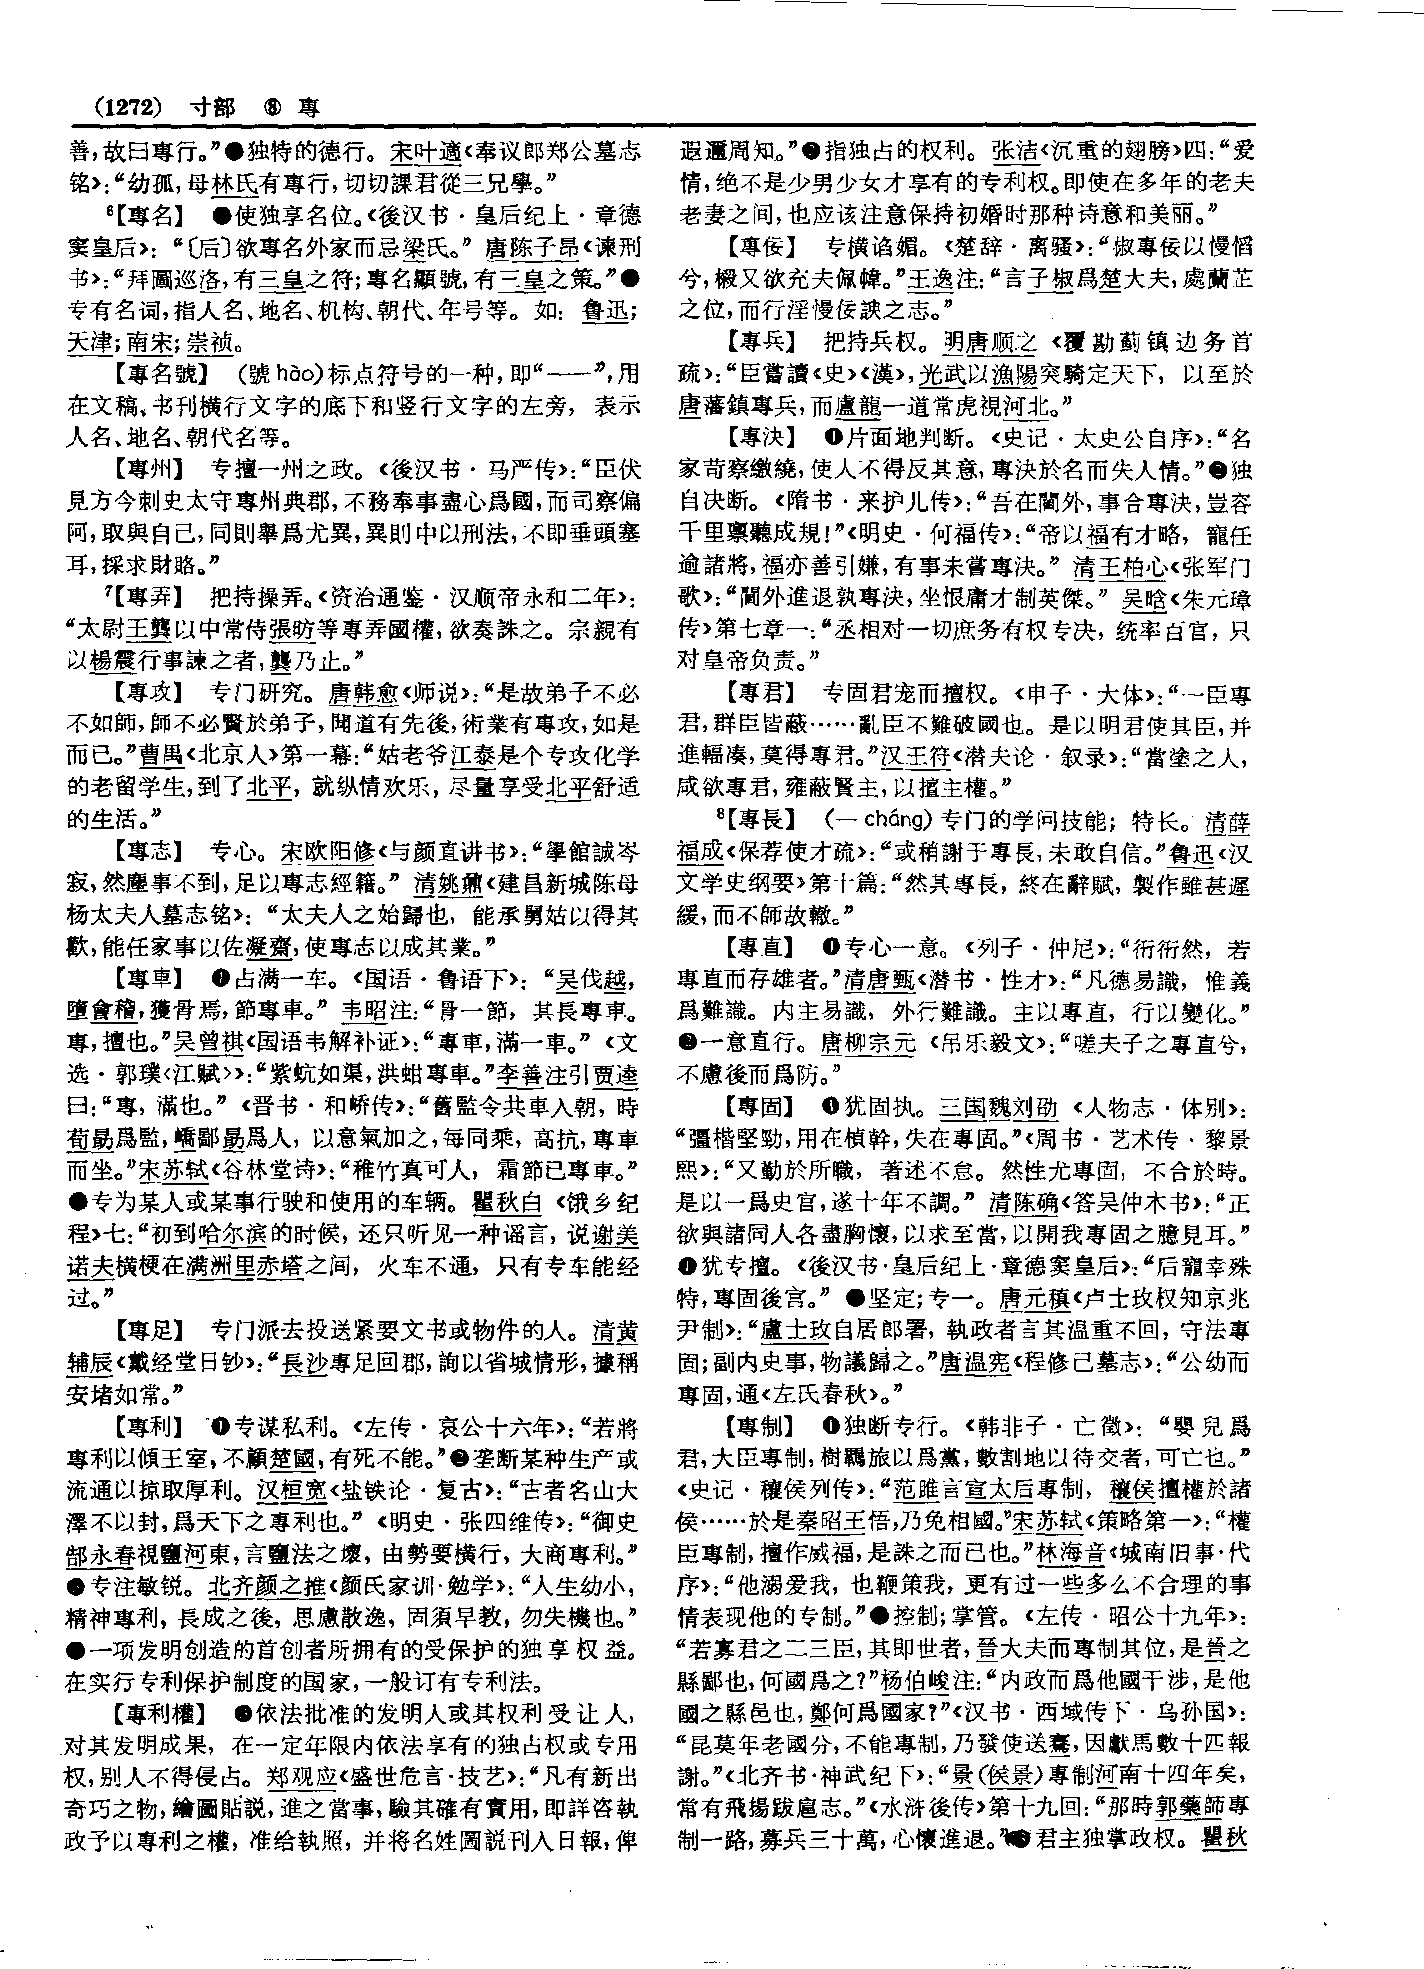 (1272) 寸部 ⑧ 專
善，故曰專行。”●独特的德行。宋叶適《奉议郎郑公墓志
铭》：“幼孤，母林氏有專行，切切課君從三兄學。”
⁶【專名】 ●使独享名位。《後汉书·皇后纪上·章德
窦皇后》：“〔后〕欲專名外家而忌梁氏。”唐陈子昂《谏刑
书》：“拜圖巡洛，有三皇之符；專名顯號，有三皇之策。”●
专有名词，指人名、地名、机构、朝代、年号等。如：鲁迅；
天津；南宋；崇祯。
【專名號】 （號hào）标点符号的一种，即“——”，用
在文稿、书刊横行文字的底下和竖行文字的左旁，表示
人名、地名、朝代名等。
【專州】 专擅一州之政。《後汉书·马严传》：“臣伏
見方今刺史太守專州典郡，不務奉事盡心爲國，而司察偏
阿，取與自己，同則舉爲尤異，異則中以刑法，不即垂頭塞
耳，採求財賂。”
⁷【專弄】 把持操弄。《资治通鉴·汉顺帝永和二年》：
“太尉王龔以中常侍張昉等專弄國權，欲奏誅之。宗親有
以楊震行事諫之者，龔乃止。”
【專攻】 专门研究。唐韩愈《师说》：“是故弟子不必
不如師，師不必賢於弟子，聞道有先後，術業有專攻，如是
而已。”曹禺《北京人》第一幕：“姑老爷江泰是个专攻化学
的老留学生，到了北平，就纵情欢乐，尽量享受北平舒适
的生活。”
【專志】 专心。宋欧阳修《与颜直讲书》：“學館誠岑
寂，然塵事不到，足以專志經籍。”清姚鼐《建昌新城陈母
杨太夫人墓志铭》：“太夫人之始歸也，能承舅姑以得其
歡，能任家事以佐凝齋，使專志以成其業。”
【專車】 ❶占满一车。《国语·鲁语下》：“吴伐越，
墮會稽，獲骨焉，節專車。”韦昭注：“骨一節，其長專車。
專，擅也。”吴曾祺《国语韦解补证》：“專車，滿一車。”《文
选·郭璞〈江赋〉》：“紫蚢如渠，洪蚶專車。”李善注引贾逵
曰：“專，滿也。”《晋书·和峤传》：“舊監令共車入朝，時
荀勗爲監，嶠鄙勗爲人，以意氣加之，每同乘，高抗，專車
而坐。”宋苏轼《谷林堂诗》：“稚竹真可人，霜節已專車。”
●专为某人或某事行驶和使用的车辆。瞿秋白《饿乡纪
程》七：“初到哈尔滨的时候，还只听见一种谣言，说谢美
诺夫横梗在满洲里赤塔之间，火车不通，只有专车能经
过。”
【專足】 专门派去投送紧要文书或物件的人。清黄
辅辰《戴经堂日钞》：“長沙專足回郡，詢以省城情形，據稱
安堵如常。”
【專利】 ❶专谋私利。《左传·哀公十六年》：“若將
專利以傾王室，不顧楚國，有死不能。”❷垄断某种生产或
流通以掠取厚利。汉桓宽《盐铁论·复古》：“古者名山大
澤不以封，爲天下之專利也。”《明史·张四维传》：“御史
郜永春視鹽河東，言鹽法之壞，由勢要横行，大商專利。”
●专注敏锐。北齐颜之推《颜氏家训·勉学》：“人生幼小，
精神專利，長成之後，思慮散逸，固須早教，勿失機也。”
●一项发明创造的首创者所拥有的受保护的独享权益。
在实行专利保护制度的国家，一般订有专利法。
【專利權】 ●依法批准的发明人或其权利受让人，
对其发明成果，在一定年限内依法享有的独占权或专用
权，别人不得侵占。郑观应《盛世危言·技艺》：“凡有新出
奇巧之物，繪圖貼説，進之當事，驗其確有實用，即詳咨執
政予以專利之權，准给執照，并将名姓圖説刊入日報，俾
遐邇周知。”❷指独占的权利。张洁《沉重的翅膀》四：“爱
情，绝不是少男少女才享有的专利权。即使在多年的老夫
老妻之间，也应该注意保持初婚时那种诗意和美丽。”
【專佞】 专横谄媚。《楚辞·离骚》：“椒專佞以慢慆
兮，樧又欲充夫佩幃。”王逸注：“言子椒爲楚大夫，處蘭芷
之位，而行淫慢佞諛之志。”
【專兵】 把持兵权。明唐顺之《覆勘蓟镇边务首
疏》：“臣嘗讀《史》《漢》，光武以漁陽突騎定天下，以至於
唐藩鎮專兵，而盧龍一道常虎視河北。”
【專決】 ❶片面地判断。《史记·太史公自序》：“名
家苛察繳繞，使人不得反其意，專決於名而失人情。”❷独
自决断。《隋书·来护儿传》：“吾在閫外，事合專決，豈容
千里禀聽成規！”《明史·何福传》：“帝以福有才略，寵任
逾諸將，福亦善引嫌，有事未嘗專決。”清王柏心《张军门
歌》：“閫外進退孰專決，坐恨庸才制英傑。”吴晗《朱元璋
传》第七章一：“丞相对一切庶务有权专决，统率百官，只
对皇帝负责。”
【專君】 专固君宠而擅权。《申子·大体》：“一臣專
君，群臣皆蔽……亂臣不難破國也。是以明君使其臣，并
進輻湊，莫得專君。”汉王符《潜夫论·叙录》：“當塗之人，
咸欲專君，雍蔽賢主，以擅主權。”
⁸【專長】 （一cháng）专门的学问技能；特长。清薛
福成《保荐使才疏》：“或稍謝于專長，未敢自信。”鲁迅《汉
文学史纲要》第十篇：“然其專長，終在辭賦，製作雖甚遲
緩，而不師故轍。”
【專直】 ❶专心一意。《列子·仲尼》：“衎衎然，若
專直而存雄者。”清唐甄《潜书·性才》：“凡德易識，惟義
爲難識。内主易識，外行難識。主以專直，行以變化。”
❷一意直行。唐柳宗元《吊乐毅文》：“嗟夫子之專直兮，
不慮後而爲防。”
【專固】 ❶犹固执。三国魏刘劭《人物志·体别》：
“彊楷堅勁，用在楨幹，失在專固。”《周书·艺术传·黎景
熙》：“又勤於所職，著述不怠。然性尤專固，不合於時。
是以一爲史官，遂十年不調。”清陈确《答吴仲木书》：“正
欲與諸同人各盡胸懷，以求至當，以開我專固之臆見耳。”
❶犹专擅。《後汉书·皇后纪上·章德窦皇后》：“后寵幸殊
特，專固後宫。”●坚定；专一。唐元稹《卢士玫权知京兆
尹制》：“盧士玫自居郎署，執政者言其温重不回，守法專
固；副内史事，物議歸之。”唐温宪《程修己墓志》：“公幼而
專固，通《左氏春秋》。”
【專制】 ❶独断专行。《韩非子·亡徵》：“嬰兒爲
君，大臣專制，樹羈旅以爲黨，數割地以待交者，可亡也。”
《史记·穰侯列传》：“范雎言宣太后專制，穰侯擅權於諸
侯……於是秦昭王悟，乃免相國。”宋苏轼《策略第一》：“權
臣專制，擅作威福，是誅之而已也。”林海音《城南旧事·代
序》：“他溺爱我，也鞭策我，更有过一些多么不合理的事
情表现他的专制。”●控制；掌管。《左传·昭公十九年》：
“若寡君之二三臣，其即世者，晉大夫而專制其位，是晉之
縣鄙也，何國爲之？”杨伯峻注：“内政而爲他國干涉，是他
國之縣邑也，鄭何爲國家？”《汉书·西域传下·乌孙国》：
“昆莫年老國分，不能專制，乃發使送騫，因獻馬數十匹報
謝。”《北齐书·神武纪下》：“景（侯景）專制河南十四年矣，
常有飛揚跋扈志。”《水浒後传》第十九回：“那時郭藥師專
制一路，募兵三十萬，心懷進退。”●君主独掌政权。瞿秋